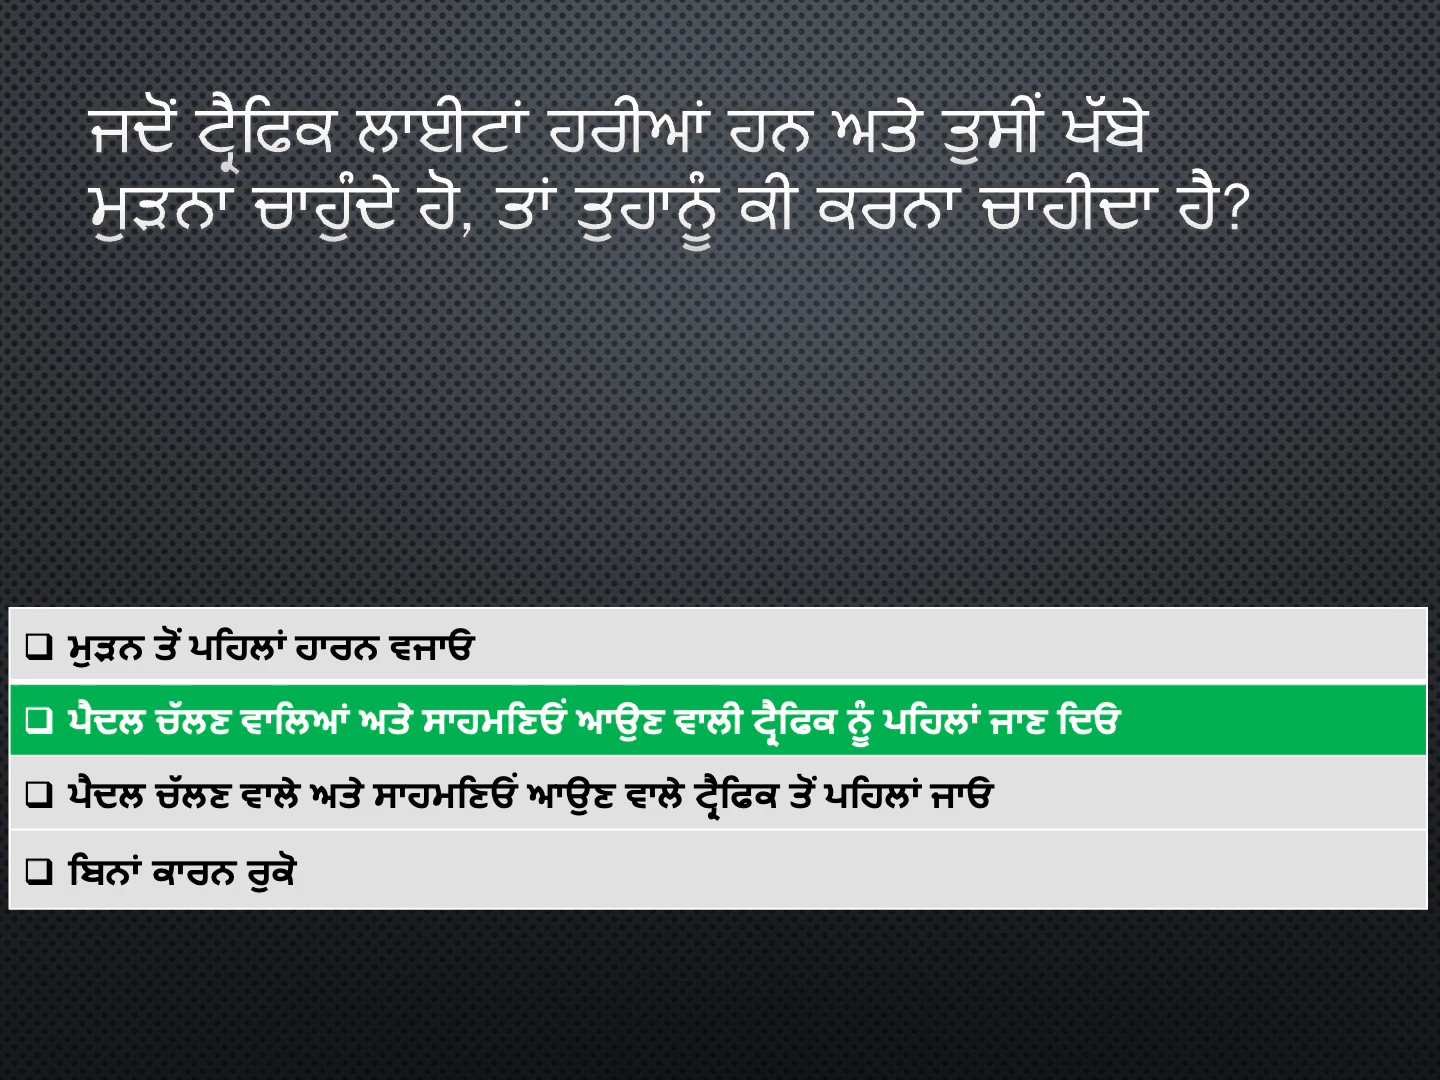 ਜਦੋਂ ਟ੍ਰੈਫਿਕ ਲਾਈਟਾਂ ਹਰੀਆਂ ਹਨ ਅਤੇ ਤੁਸੀਂ ਖੱਬੇ
ਮੁੜਨਾ ਚਾਹੁੰਦੇ ਹੋ, ਤਾਂ ਤੁਹਾਨੂੰ ਕੀ ਕਰਨਾ ਚਾਹੀਦਾ ਹੈ?
❑ ਮੁੜਨ ਤੋਂ ਪਹਿਲਾਂ ਹਾਰਨ ਵਜਾਓ
❑ ਪੈਦਲ ਚੱਲਣ ਵਾਲਿਆਂ ਅਤੇ ਸਾਹਮਣਿਓਂ ਆਉਣ ਵਾਲੀ ਟ੍ਰੈਫਿਕ ਨੂੰ ਪਹਿਲਾਂ ਜਾਣ ਦਿਓ
❑ ਪੈਦਲ ਚੱਲਣ ਵਾਲੇ ਅਤੇ ਸਾਹਮਣਿਓਂ ਆਉਣ ਵਾਲੇ ਟ੍ਰੈਫਿਕ ਤੋਂ ਪਹਿਲਾਂ ਜਾਓ
❑ ਬਿਨਾਂ ਕਾਰਨ ਰੁਕੋ